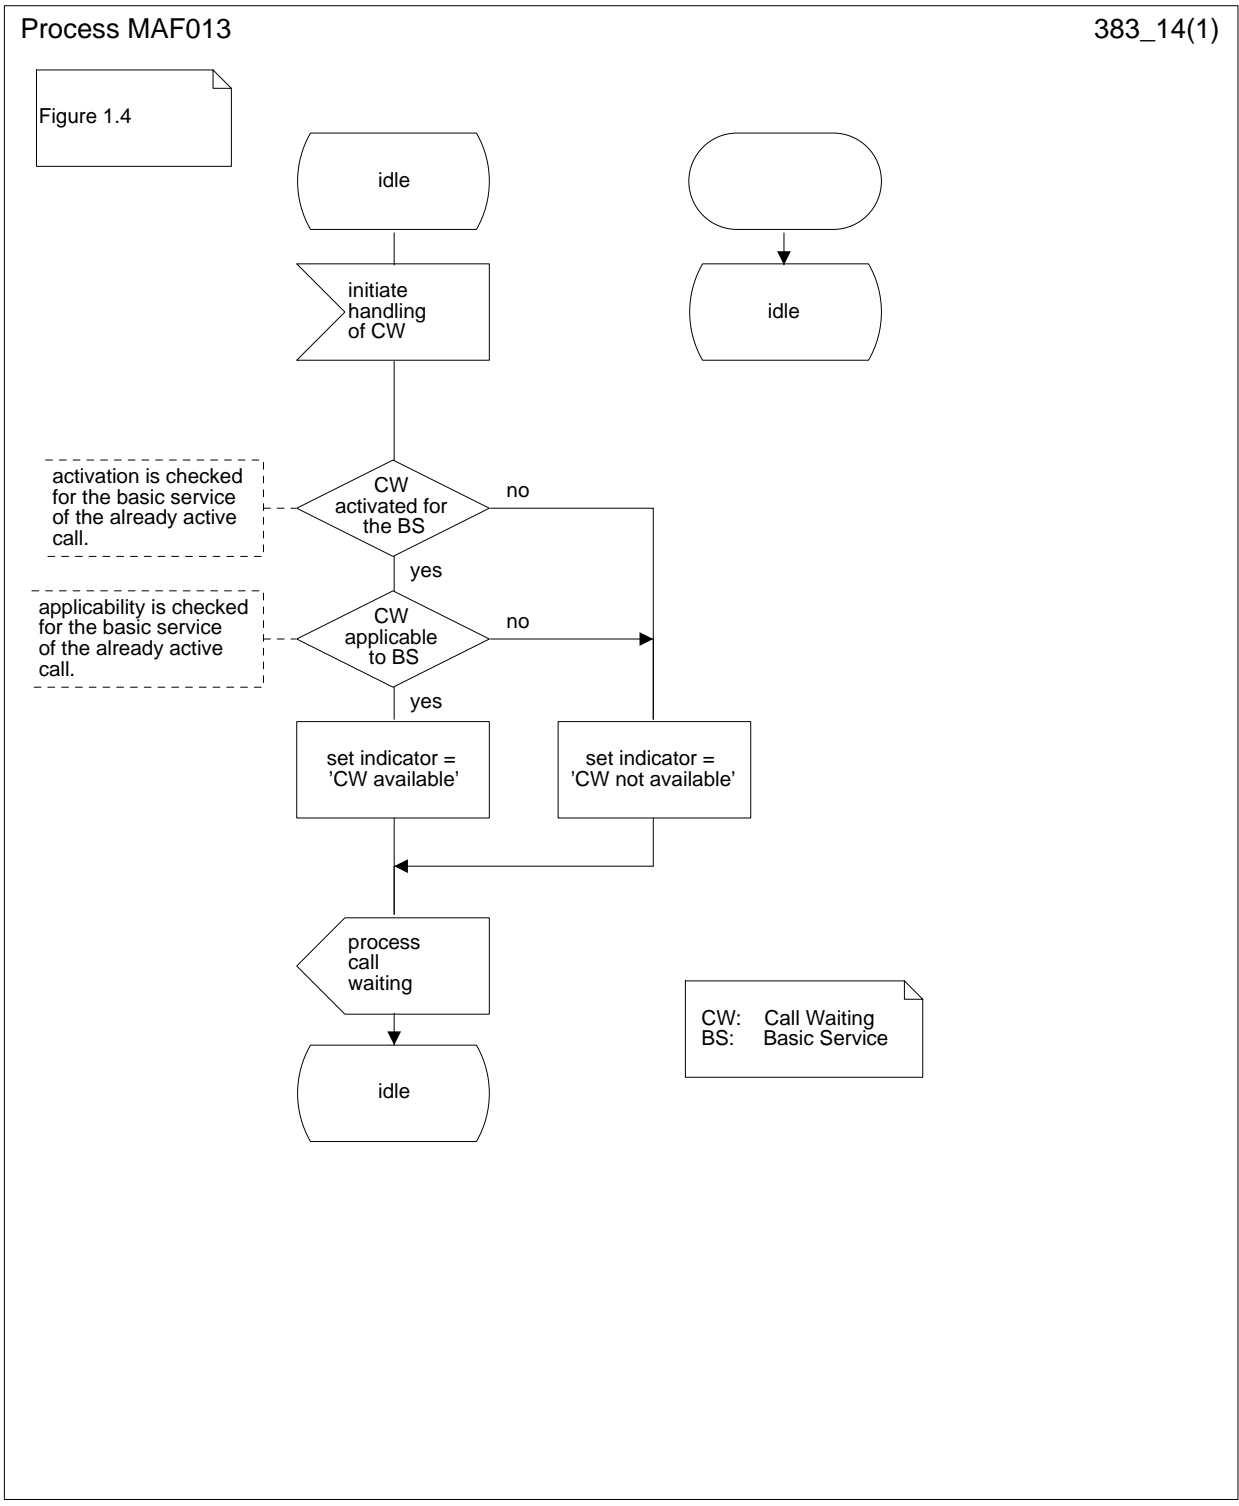 Process MAF013
383_14(1)
Figure 1.4
idle
initiate
handling
of CW
idle
activation is checked
for the basic service
of the already active
call.
CW
activated for
the BS
no
yes
applicability is checked
for the basic service
of the already active
call.
CW
applicable
to BS
no
yes
set indicator =
’CW available’
set indicator =
’CW not available’
process
call
waiting
CW: Call Waiting
BS: Basic Service
idle